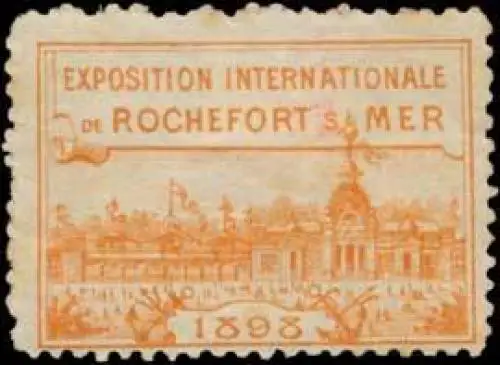 EXPOSITION INTERNATIONALE
DE ROCHEFORT S. MER
1898